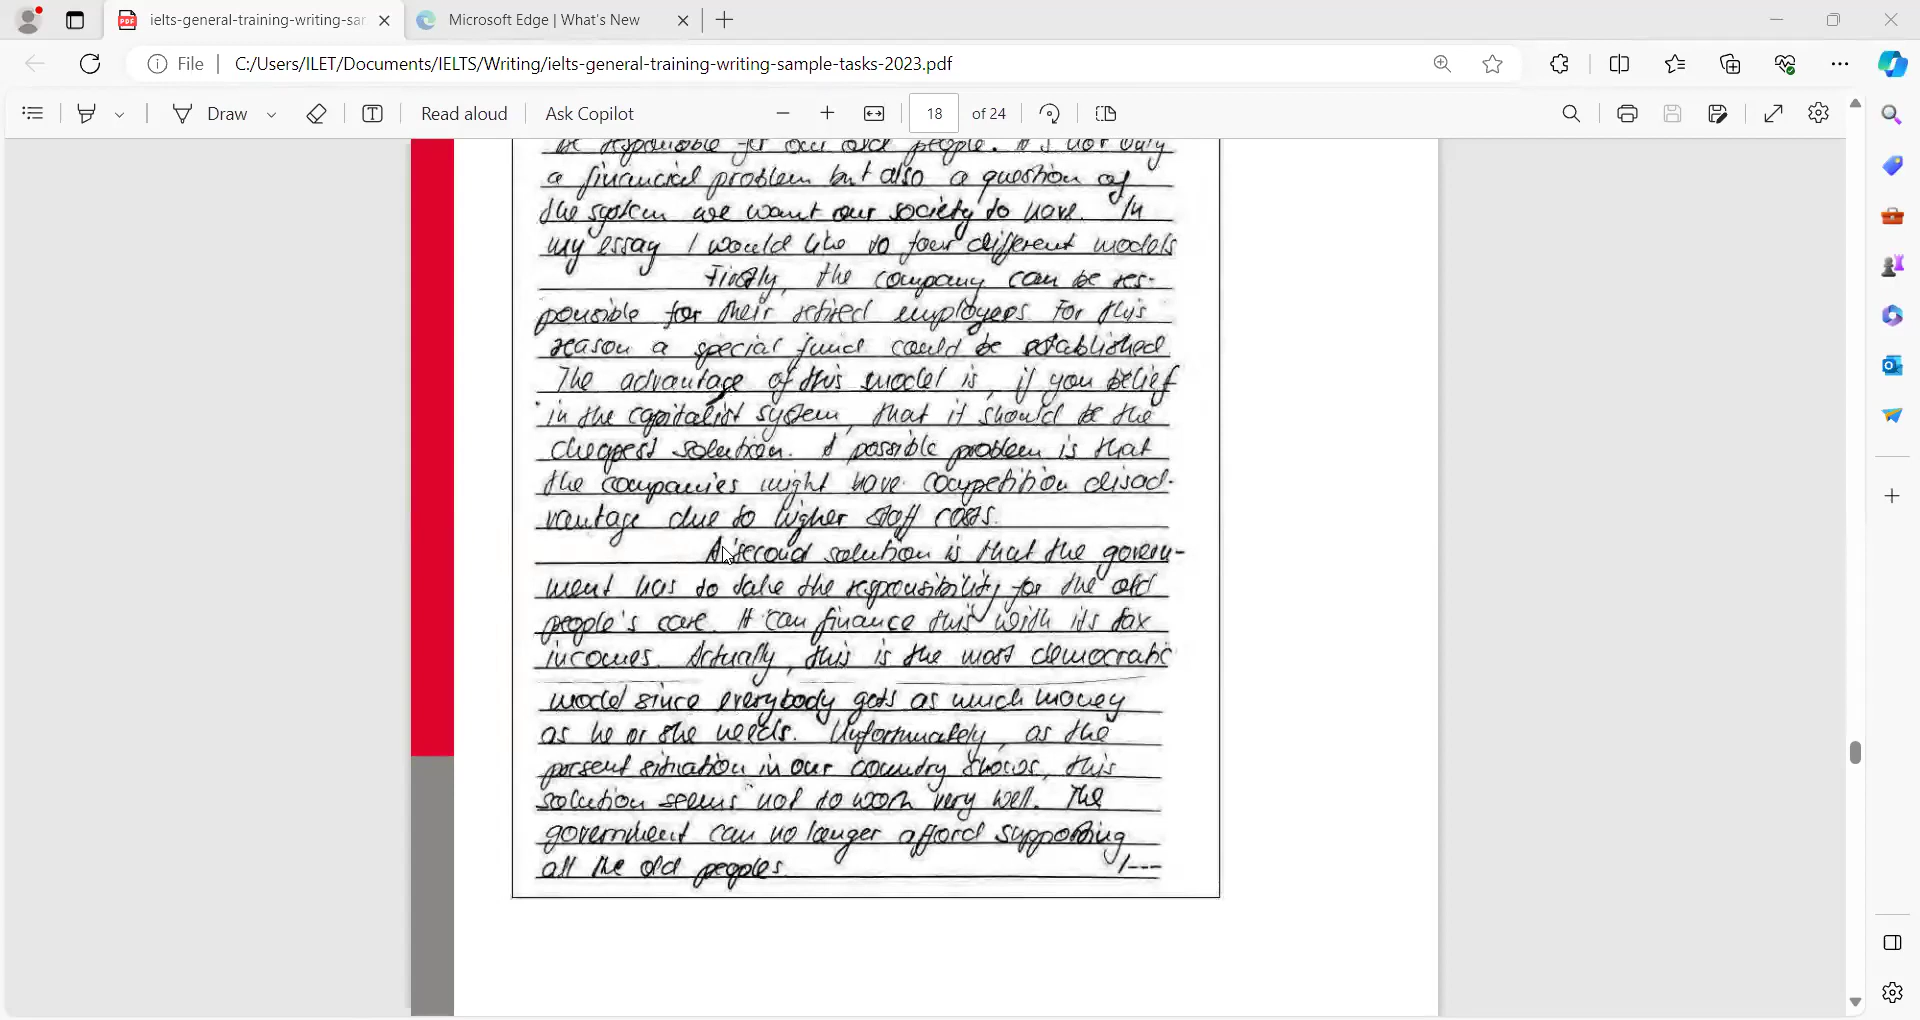 ielts-general-training-writing-sar
Microsoft Edge | What's New
File
C:/Users/ILET/Documents/IELTS/Writing/ielts-general-training-writing-sample-tasks-2023.pdf
Draw
Read aloud
Ask Copilot
18
of 24
be responsible for our old people. It's not only
a financial problem but also a question of
the system we want our society to have. In
my essay I would like to four different models
Firstly, the company can be res-
ponsible for their retired employees. For this
reason a special fund could be established.
The advantage of this model is, if you belief
in the capitalist system, that it should be the
cheapest solution. A possible problem is that
the companies might have competition disad-
vantage due to higher staff costs.
A second solution is that the govern-
ment has to take the responsibility for the old
people's care. It can finance this with its tax
incomes. Actually, this is the most democratic
model since everybody gets as much money
as he or she needs. Unfortunately, as the
present situation in our country shows, this
solution seems not to work very well. The
government can no longer afford supporting
all the old peoples.